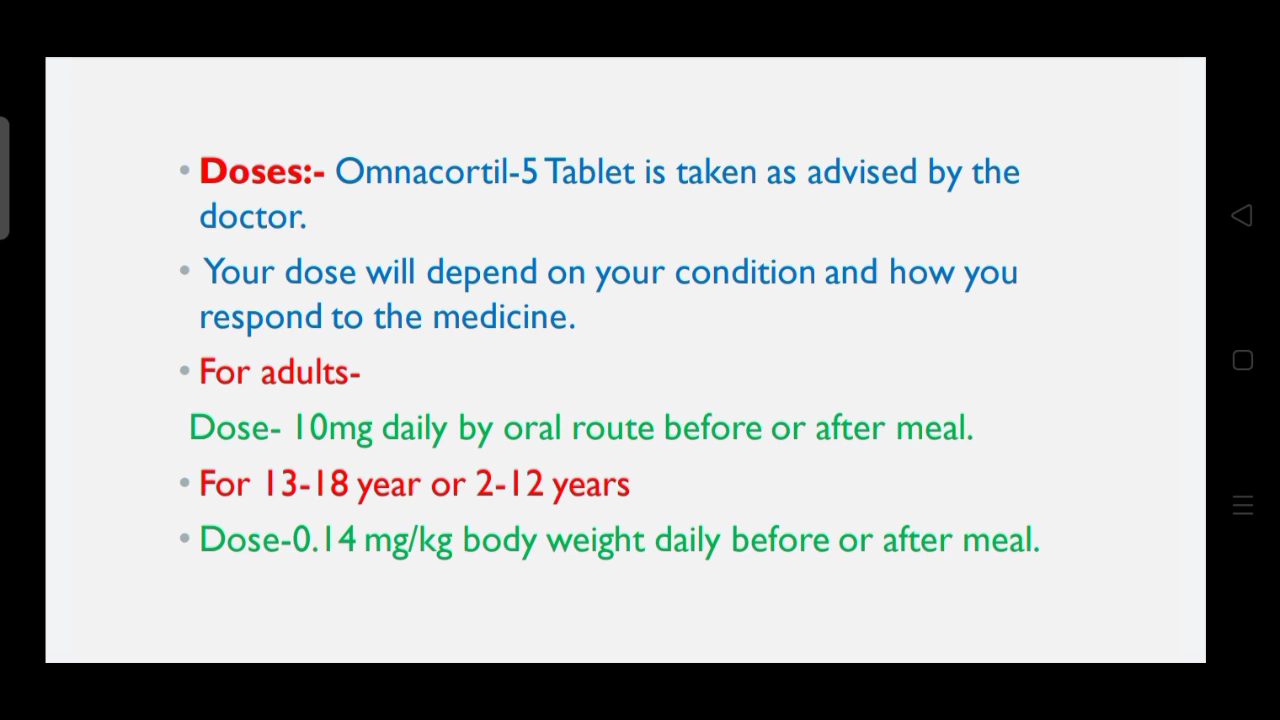 • Doses:- Omnacortil-5 Tablet is taken as advised by the
doctor.
• Your dose will depend on your condition and how you
respond to the medicine.
• For adults-
Dose- 10mg daily by oral route before or after meal.
• For 13-18 year or 2-12 years
• Dose-0.14 mg/kg body weight daily before or after meal.